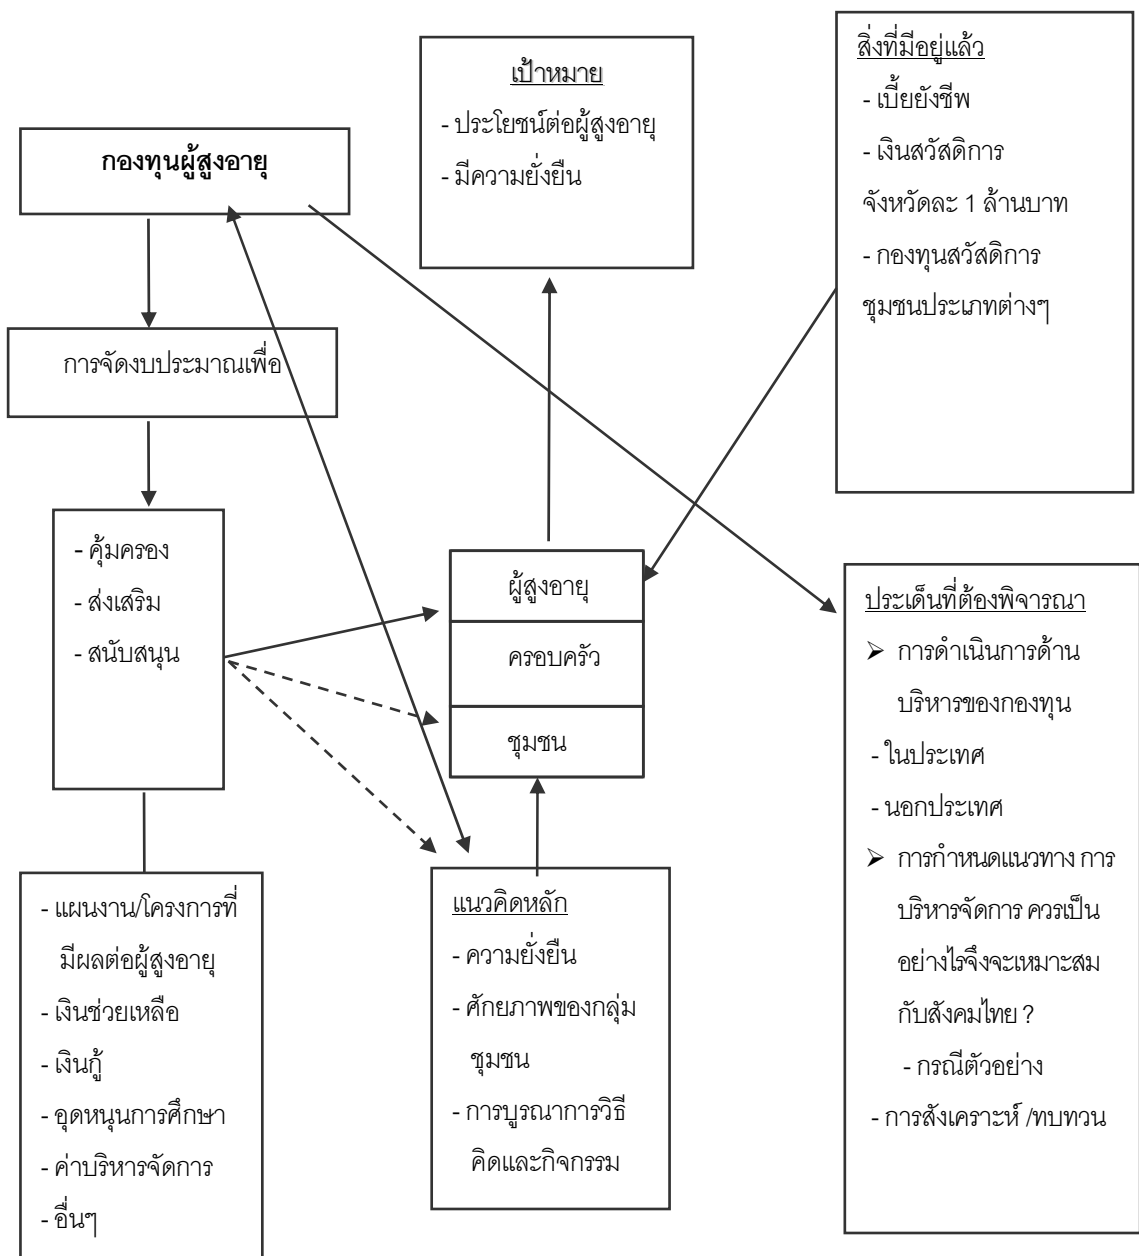 กองทุนผู้สูงอายุ
การจัดงบประมาณเพื่อ
- คุ้มครอง
- ส่งเสริม
- สนับสนุน
- แผนงาน/โครงการที่
มีผลต่อผู้สูงอายุ
- เงินช่วยเหลือ
- เงินกู้
- อุดหนุนการศึกษา
- ค่าบริหารจัดการ
- อื่นๆ
เป้าหมาย
- ประโยชน์ต่อผู้สูงอายุ
- มีความยั่งยืน
ผู้สูงอายุ
ครอบครัว
ชุมชน
แนวคิดหลัก
- ความยั่งยืน
- ศักยภาพของกลุ่ม
ชุมชน
- การบูรณาการวิธี
คิดและกิจกรรม
สิ่งที่มีอยู่แล้ว
- เบี้ยยังชีพ
- เงินสวัสดิการ
จังหวัดละ 1 ล้านบาท
- กองทุนสวัสดิการ
ชุมชนประเภทต่างๆ
ประเด็นที่ต้องพิจารณา
➢ การดำเนินการด้าน
บริหารของกองทุน
- ในประเทศ
- นอกประเทศ
➢ การกำหนดแนวทาง การ
บริหารจัดการ ควรเป็น
อย่างไรจึงจะเหมาะสม
กับสังคมไทย ?
- กรณีตัวอย่าง
- การสังเคราะห์ /ทบทวน